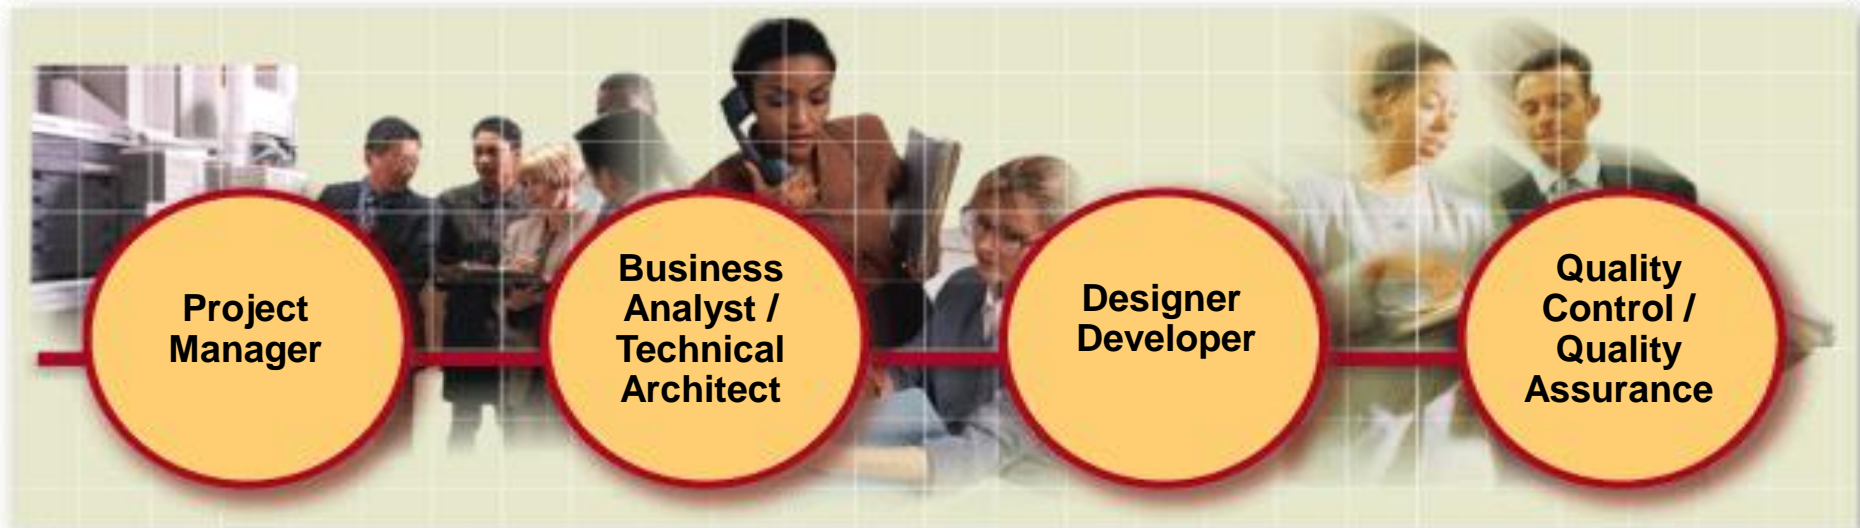 Project
Manager
Business
Analyst /
Technical
Architect
Designer
Developer
Quality
Control /
Quality
Assurance